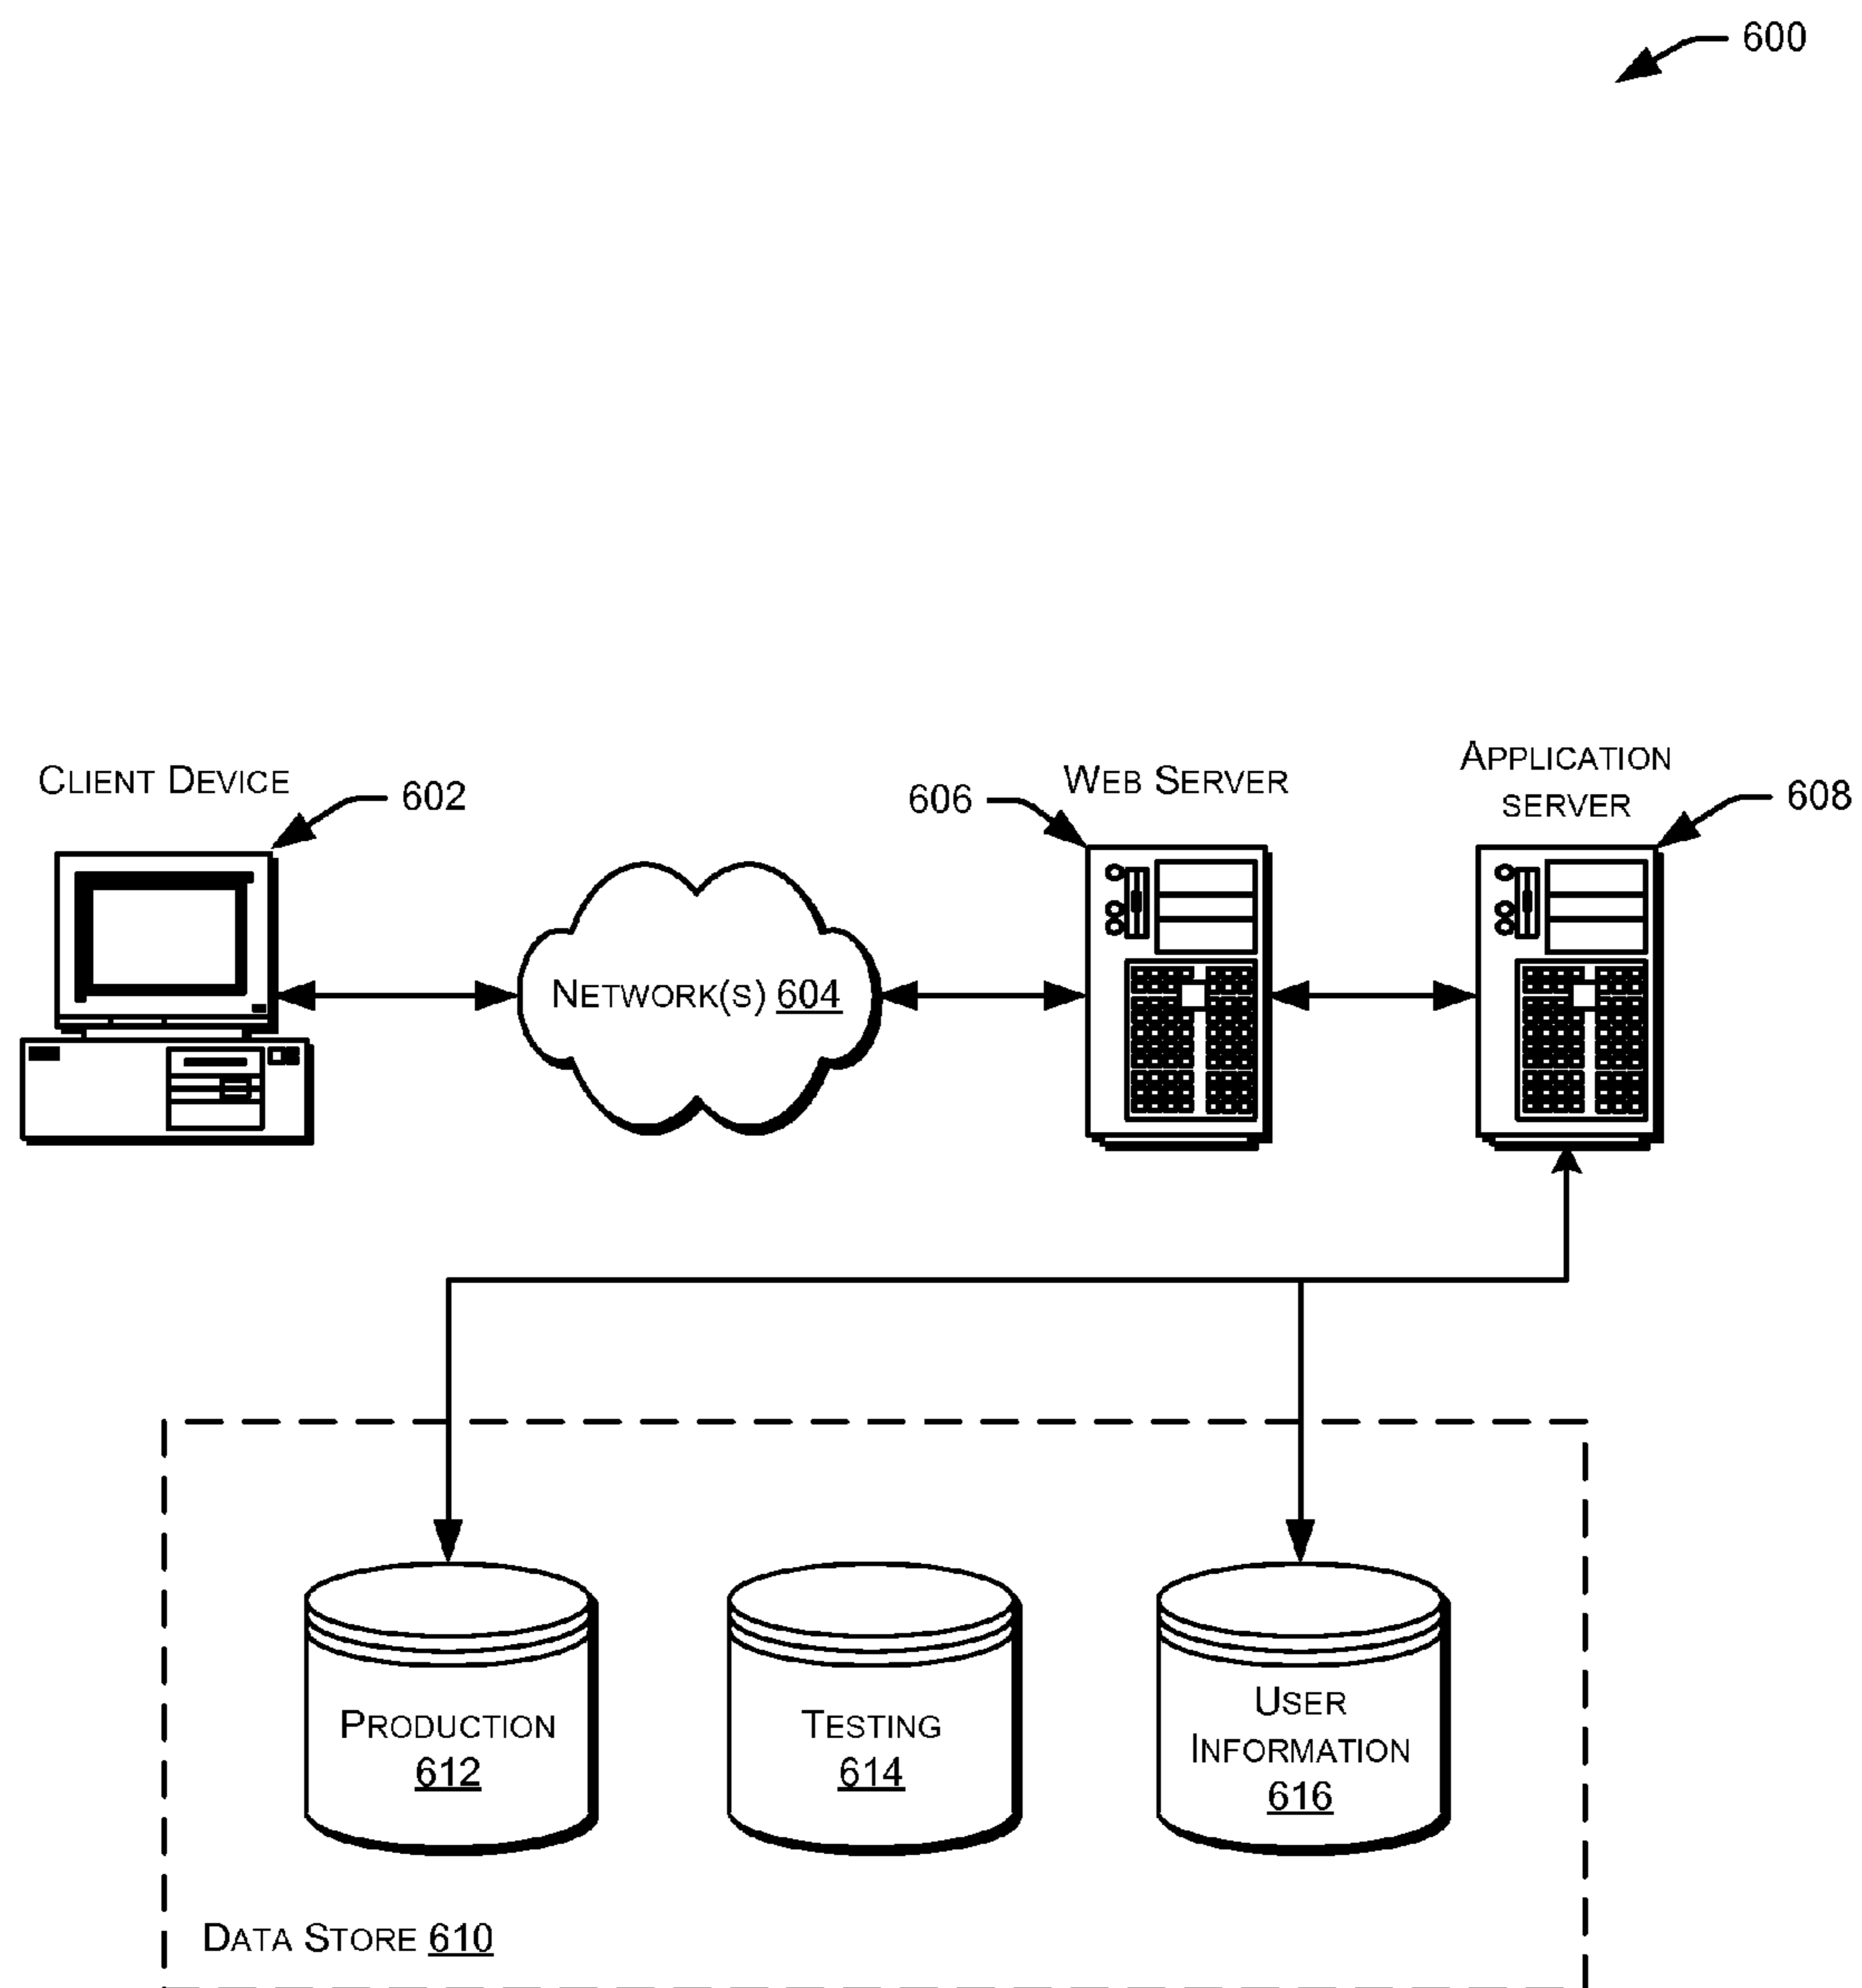 600
CLIENT DEVICE
602
606
WEB SERVER
APPLICATION
SERVER
608
NETWORK(S) 604
PRODUCTION
612
TESTING
614
USER
INFORMATION
616
DATA STORE 610